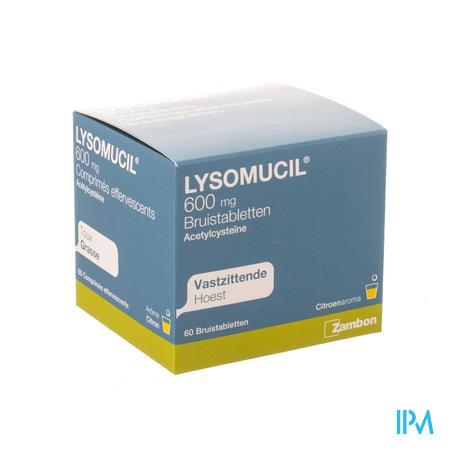 LYSOMUCIL®
600 mg
Comprimés effervescents
Acétylcystéine
Toux
Grasse
60 Comprimés effervescents
Arôme
Citron
LYSOMUCIL®
600 mg
Bruistabletten
Acetylcysteïne
Vastzittende
Hoest
60 Bruistabletten
Citroenaroma
Zambon
IPM